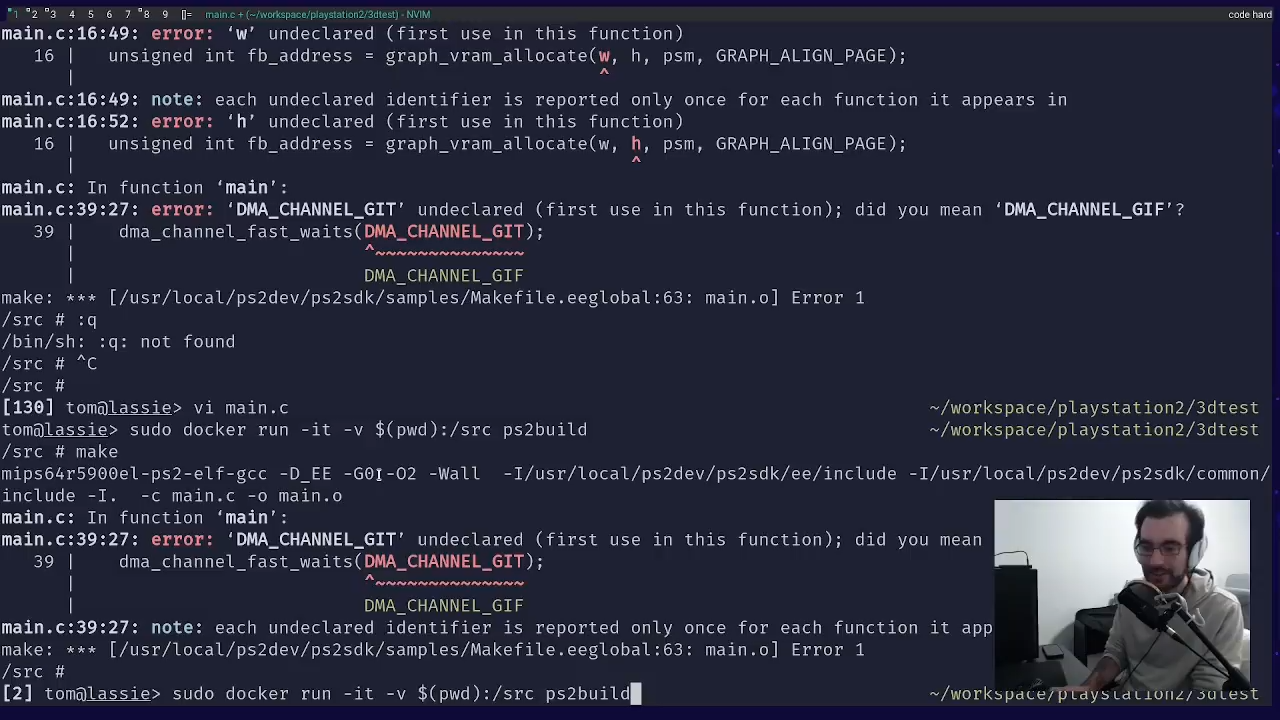 1 2 3 4 5 6 7 8 9 []= main.c + (~/workspace/playstation2/3dtest) - NVIM code hard
main.c:16:49: error: ‘w’ undeclared (first use in this function)
16 | unsigned int fb_address = graph_vram_allocate(w, h, psm, GRAPH_ALIGN_PAGE);
| ^
main.c:16:49: note: each undeclared identifier is reported only once for each function it appears in
main.c:16:52: error: ‘h’ undeclared (first use in this function)
16 | unsigned int fb_address = graph_vram_allocate(w, h, psm, GRAPH_ALIGN_PAGE);
| ^
main.c: In function ‘main’:
main.c:39:27: error: ‘DMA_CHANNEL_GIT’ undeclared (first use in this function); did you mean ‘DMA_CHANNEL_GIF’?
39 | dma_channel_fast_waits(DMA_CHANNEL_GIT);
| ^~~~~~~~~~~~~~~
| DMA_CHANNEL_GIF
make: *** [/usr/local/ps2dev/ps2sdk/samples/Makefile.eeglobal:63: main.o] Error 1
/src # :q
/bin/sh: :q: not found
/src # ^C
/src #
[130] tom@lassie> vi main.c ~/workspace/playstation2/3dtest
tom@lassie> sudo docker run -it -v $(pwd):/src ps2build ~/workspace/playstation2/3dtest
/src # make
mips64r5900el-ps2-elf-gcc -D_EE -G0 -O2 -Wall -I/usr/local/ps2dev/ps2sdk/ee/include -I/usr/local/ps2dev/ps2sdk/common/
include -I. -c main.c -o main.o
main.c: In function ‘main’:
main.c:39:27: error: ‘DMA_CHANNEL_GIT’ undeclared (first use in this function); did you mean
39 | dma_channel_fast_waits(DMA_CHANNEL_GIT);
| ^~~~~~~~~~~~~~~
| DMA_CHANNEL_GIF
main.c:39:27: note: each undeclared identifier is reported only once for each function it app
make: *** [/usr/local/ps2dev/ps2sdk/samples/Makefile.eeglobal:63: main.o] Error 1
/src #
[2] tom@lassie> sudo docker run -it -v $(pwd):/src ps2build ~/workspace/playstation2/3dtest